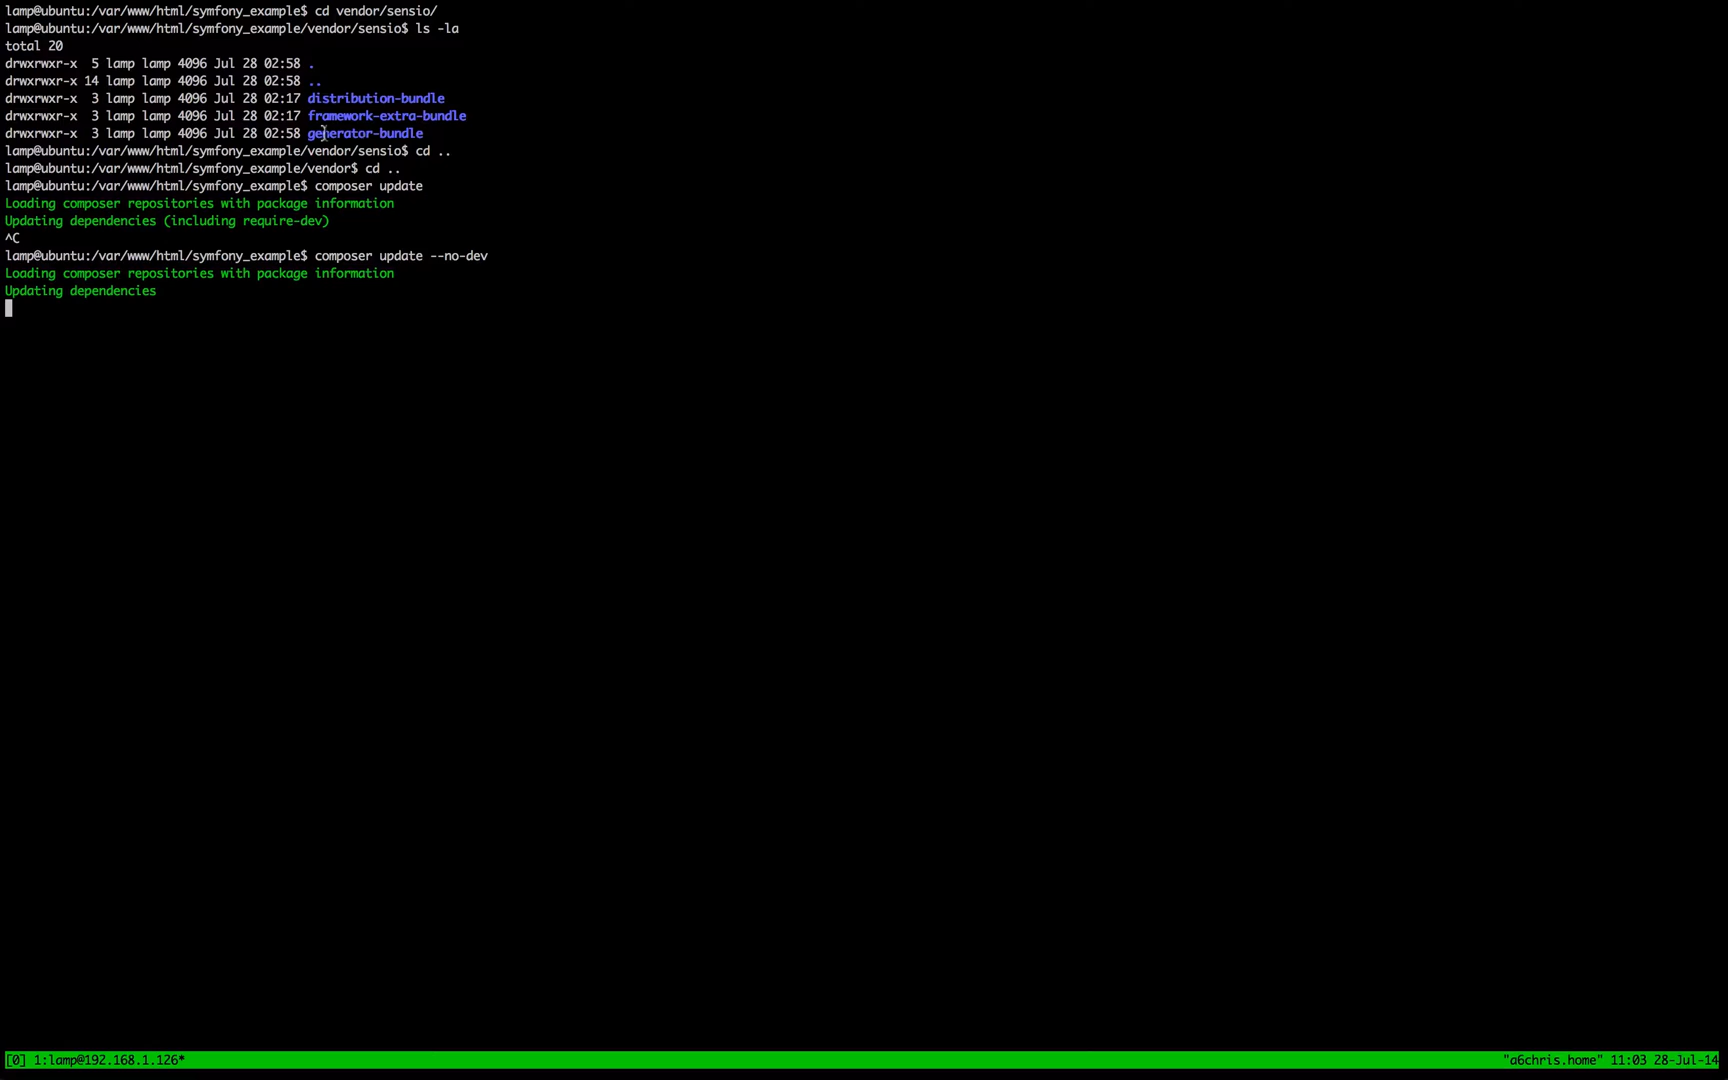 lamp@ubuntu:/var/www/html/symfony_example$ cd vendor/sensio/
lamp@ubuntu:/var/www/html/symfony_example/vendor/sensio$ ls -la
total 20
drwxrwxr-x  5 lamp lamp 4096 Jul 28 02:58 .
drwxrwxr-x 14 lamp lamp 4096 Jul 28 02:58 ..
drwxrwxr-x  3 lamp lamp 4096 Jul 28 02:17 distribution-bundle
drwxrwxr-x  3 lamp lamp 4096 Jul 28 02:17 framework-extra-bundle
drwxrwxr-x  3 lamp lamp 4096 Jul 28 02:58 generator-bundle
lamp@ubuntu:/var/www/html/symfony_example/vendor/sensio$ cd ..
lamp@ubuntu:/var/www/html/symfony_example/vendor$ cd ..
lamp@ubuntu:/var/www/html/symfony_example$ composer update
Loading composer repositories with package information
Updating dependencies (including require-dev)
^C
lamp@ubuntu:/var/www/html/symfony_example$ composer update --no-dev
Loading composer repositories with package information
Updating dependencies
[0] 1:lamp@192.168.1.126* "a6chris.home" 11:03 28-Jul-14